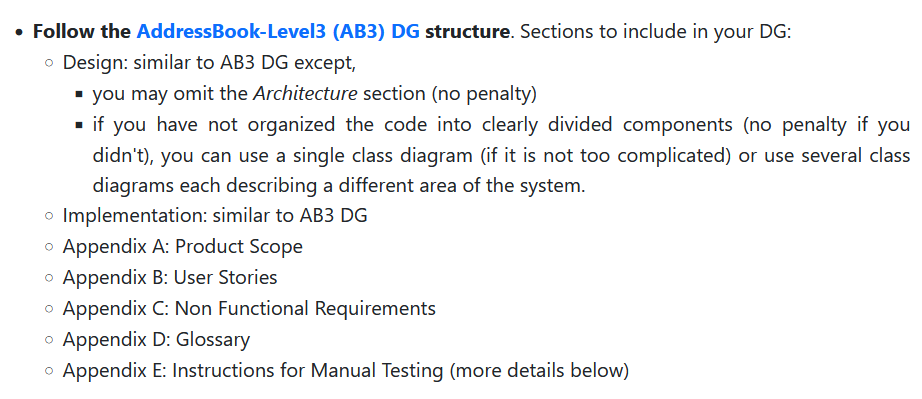 Follow the AddressBook-Level3 (AB3) DG structure. Sections to include in your DG:
Design: similar to AB3 DG except,
you may omit the Architecture section (no penalty)
if you have not organized the code into clearly divided components (no penalty if you
didn't), you can use a single class diagram (if it is not too complicated) or use several class
diagrams each describing a different area of the system.
Implementation: similar to AB3 DG
Appendix A: Product Scope
Appendix B: User Stories
Appendix C: Non Functional Requirements
Appendix D: Glossary
Appendix E: Instructions for Manual Testing (more details below)